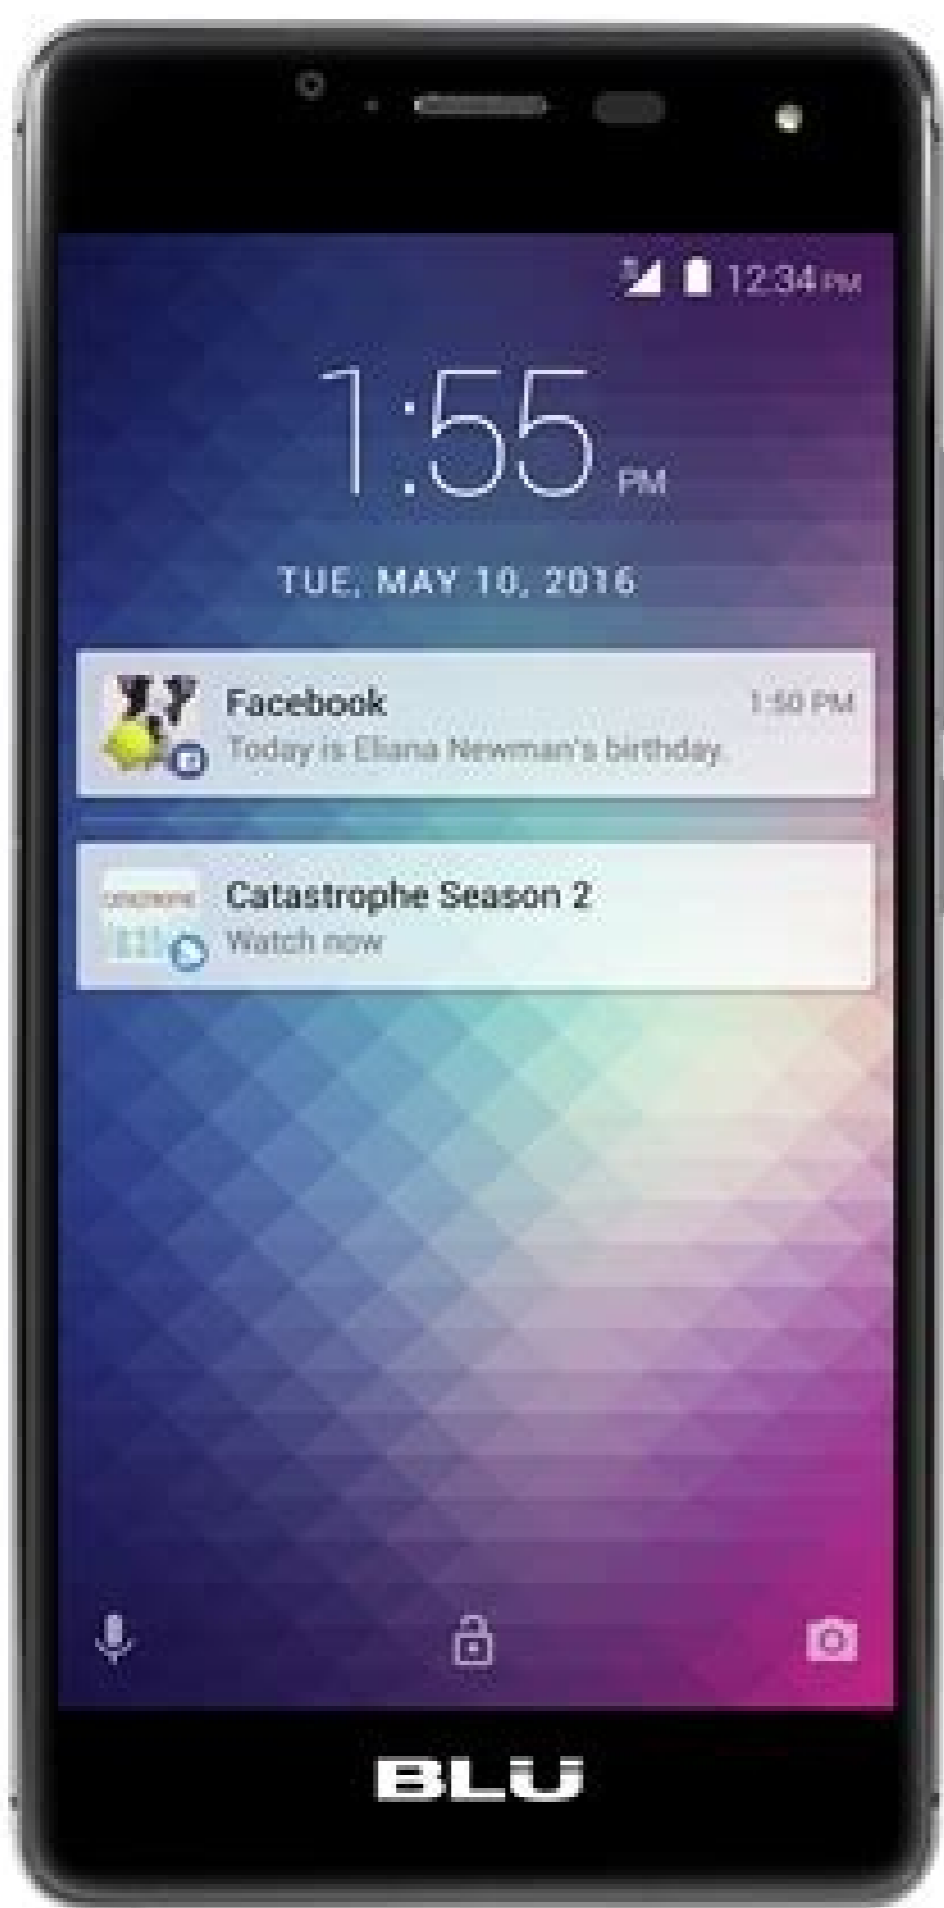 12:34 PM
1:55 PM
TUE, MAY 10, 2016
Facebook 1:50 PM
Today is Eliana Newman's birthday.
Catastrophe Season 2
Watch now
BLU